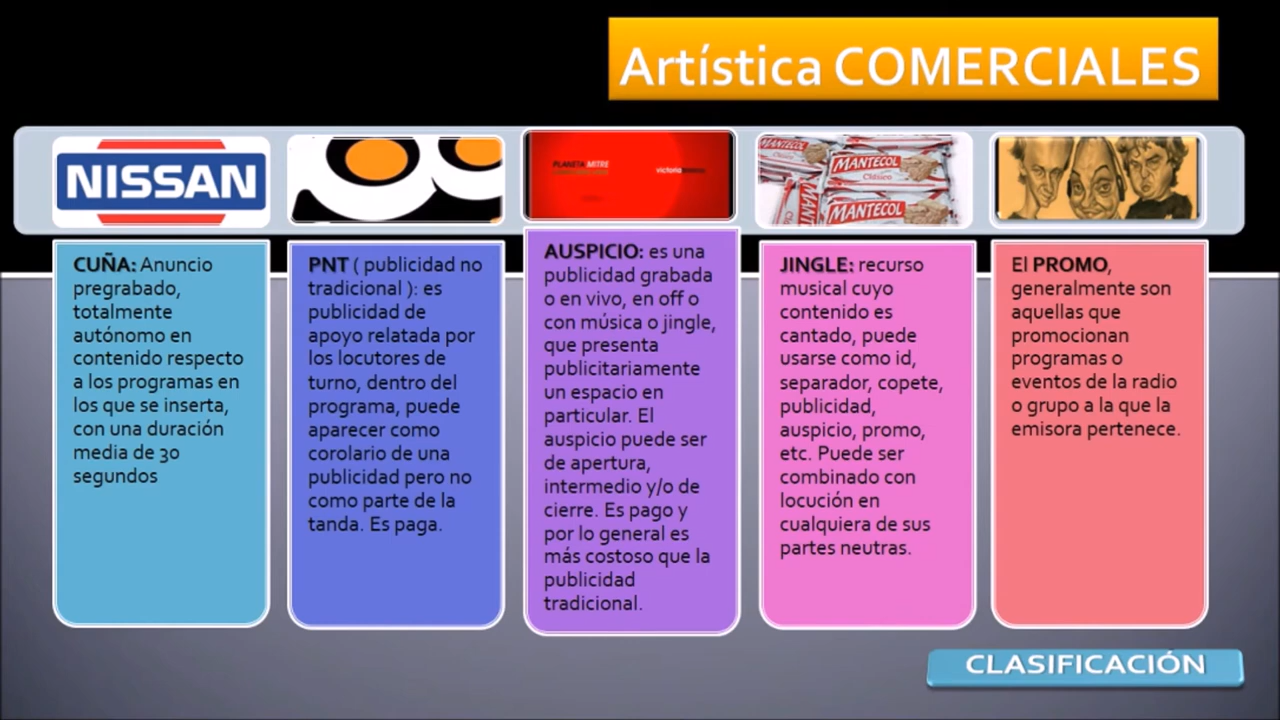 Artística COMERCIALES
NISSAN
PLANETA MITRE
victoria
MANTECOL
MANTECOL
Clásico
MANTECOL
CUÑA: Anuncio
pregrabado,
totalmente
autónomo en
contenido respecto
a los programas en
los que se inserta,
con una duración
media de 30
segundos
PNT ( publicidad no
tradicional ): es
publicidad de
apoyo relatada por
los locutores de
turno, dentro del
programa, puede
aparecer como
corolario de una
publicidad pero no
como parte de la
tanda. Es paga.
AUSPICIO: es una
publicidad grabada
o en vivo, en off o
con música o jingle,
que presenta
publicitariamente
un espacio en
particular. El
auspicio puede ser
de apertura,
intermedio y/o de
cierre. Es pago y
por lo general es
más costoso que la
publicidad
tradicional.
JINGLE: recurso
musical cuyo
contenido es
cantado, puede
usarse como id,
separador, copete,
publicidad,
auspicio, promo,
etc. Puede ser
combinado con
locución en
cualquiera de sus
partes neutras.
El PROMO,
generalmente son
aquellas que
promocionan
programas o
eventos de la radio
o grupo a la que la
emisora pertenece.
CLASIFICACIÓN